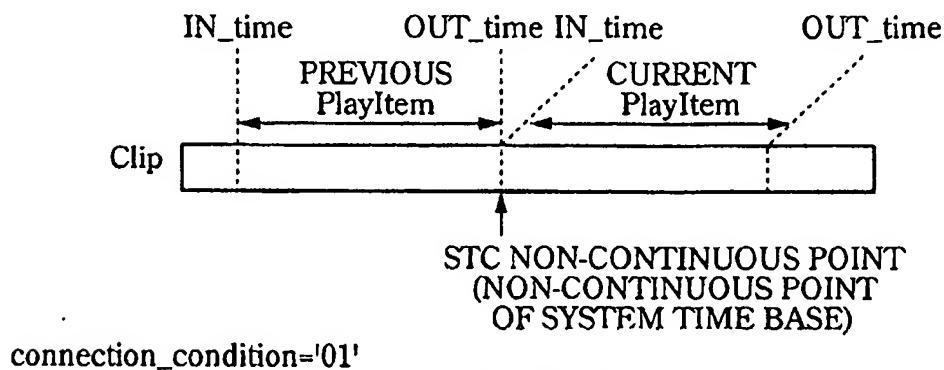 IN_time OUT_time IN_time OUT_time
PREVIOUS CURRENT
PlayItem PlayItem
Clip
STC NON-CONTINUOUS POINT
(NON-CONTINUOUS POINT
OF SYSTEM TIME BASE)
connection_condition='01'